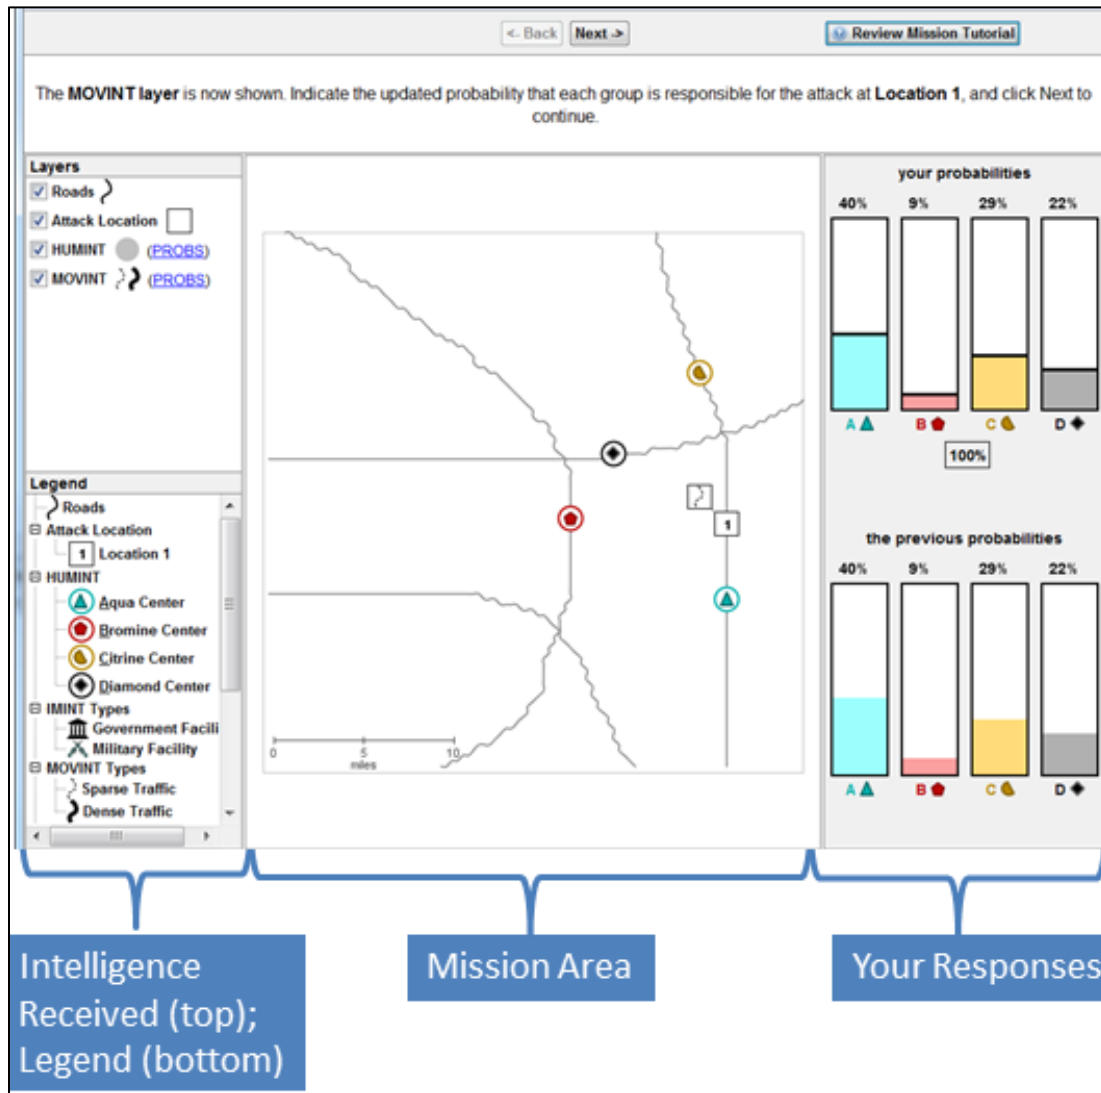 <- Back
Next ->
Review Mission Tutorial
The MOVINT layer is now shown. Indicate the updated probability that each group is responsible for the attack at Location 1, and click Next to
continue.
Layers
Roads
Attack Location
HUMINT (PROBS)
MOVINT (PROBS)
Legend
Roads
Attack Location
1 Location 1
HUMINT
Aqua Center
Bromine Center
Citrine Center
Diamond Center
IMINT Types
Government Facili
Military Facility
MOVINT Types
Sparse Traffic
Dense Traffic
1
0 5 10
miles
your probabilities
40% 9% 29% 22%
A B C D
100%
the previous probabilities
40% 9% 29% 22%
A B C D
Intelligence
Received (top);
Legend (bottom)
Mission Area
Your Responses